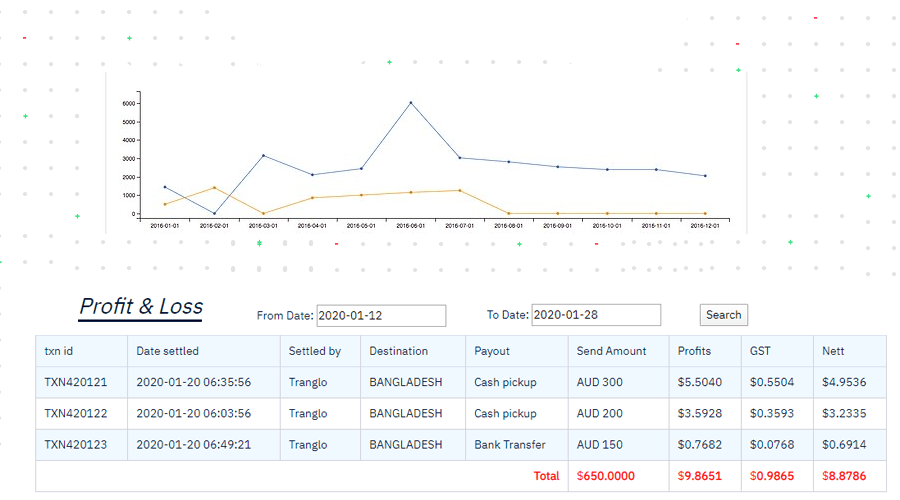 6000
5000
4000
3000
2000
1000
0
2016-01-01 2016-02-01 2016-03-01 2016-04-01 2016-05-01 2016-06-01 2016-07-01 2016-08-01 2016-09-01 2016-10-01 2016-11-01 2016-12-01
Profit & Loss From Date: 2020-01-12 To Date: 2020-01-28 Search
txn id Date settled Settled by Destination Payout Send Amount Profits GST Nett
TXN420121 2020-01-20 06:35:56 Tranglo BANGLADESH Cash pickup AUD 300 $5.5040 $0.5504 $4.9536
TXN420122 2020-01-20 06:03:56 Tranglo BANGLADESH Cash pickup AUD 200 $3.5928 $0.3593 $3.2335
TXN420123 2020-01-20 06:49:21 Tranglo BANGLADESH Bank Transfer AUD 150 $0.7682 $0.0768 $0.6914
Total $650.0000 $9.8651 $0.9865 $8.8786